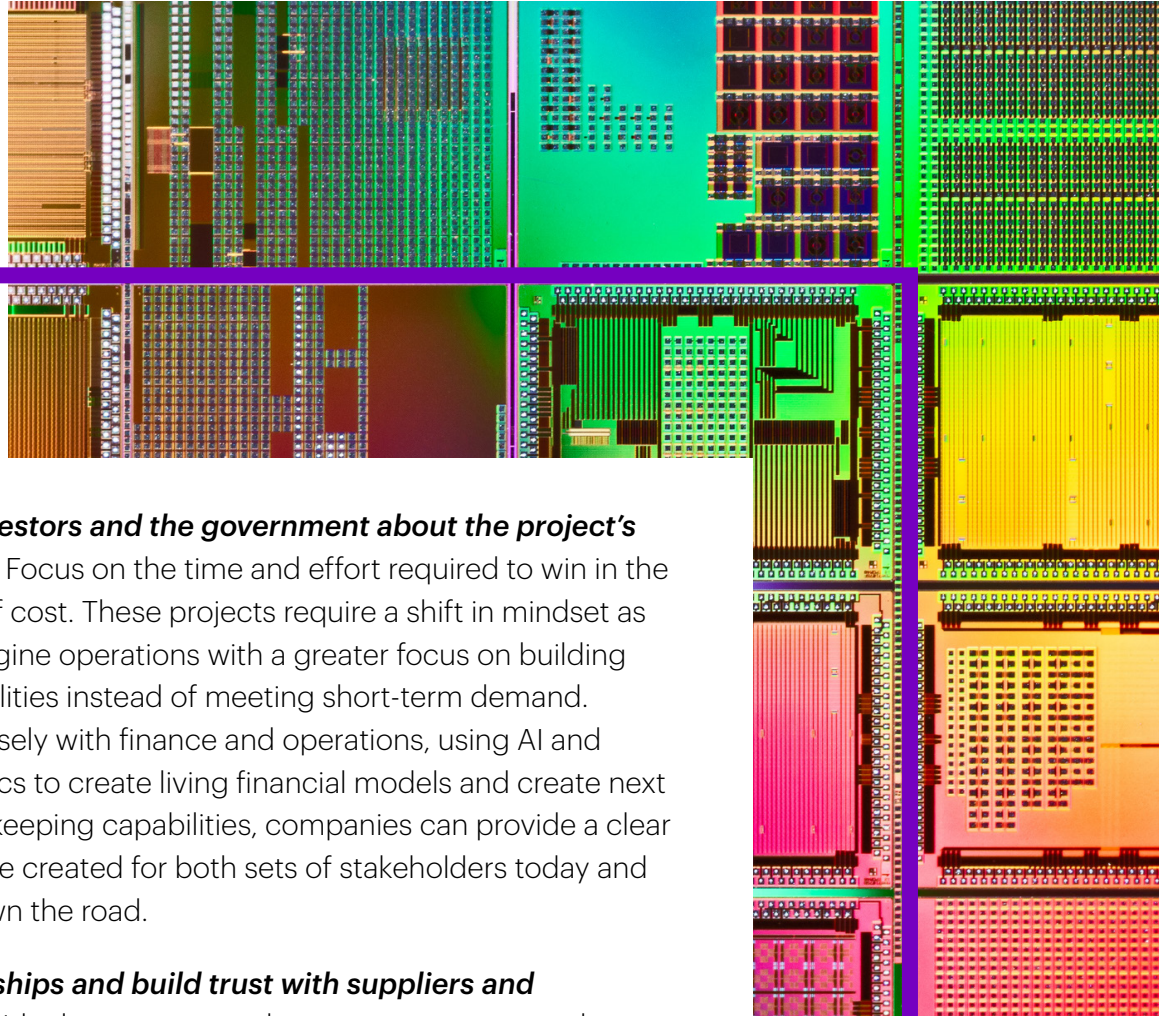 estors and the government about the project's
Focus on the time and effort required to win in the
f cost. These projects require a shift in mindset as
gine operations with a greater focus on building
lities instead of meeting short-term demand.
sely with finance and operations, using AI and
cs to create living financial models and create next
keeping capabilities, companies can provide a clear
e created for both sets of stakeholders today and
wn the road.
ships and build trust with suppliers and